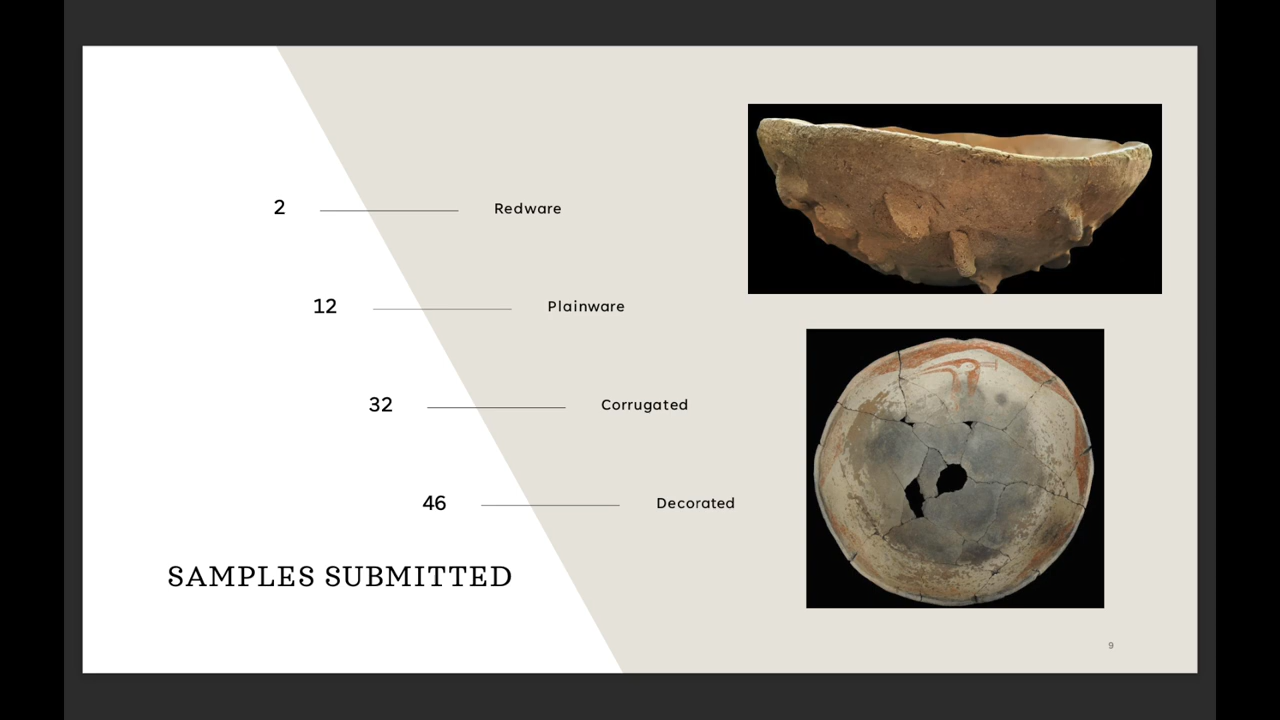 2 Redware
12 Plainware
32 Corrugated
46 Decorated
SAMPLES SUBMITTED
9